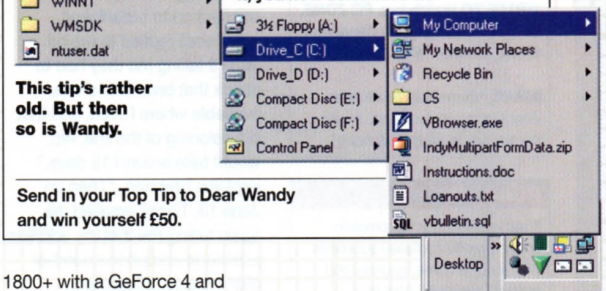 WINNT
WMSDK
ntuser.dat
This tip's rather
old. But then
so is Wandy.
3½ Floppy (A:)
Drive_C (C:)
Drive_D (D:)
Compact Disc (E:)
Compact Disc (F:)
Control Panel
My Computer
My Network Places
Recycle Bin
CS
VBrowser.exe
IndyMultipartFormData.zip
Instructions.doc
Loanouts.txt
SQL vbulletin.sql
Send in your Top Tip to Dear Wandy
and win yourself £50.
Desktop »
1800+ with a GeForce 4 and